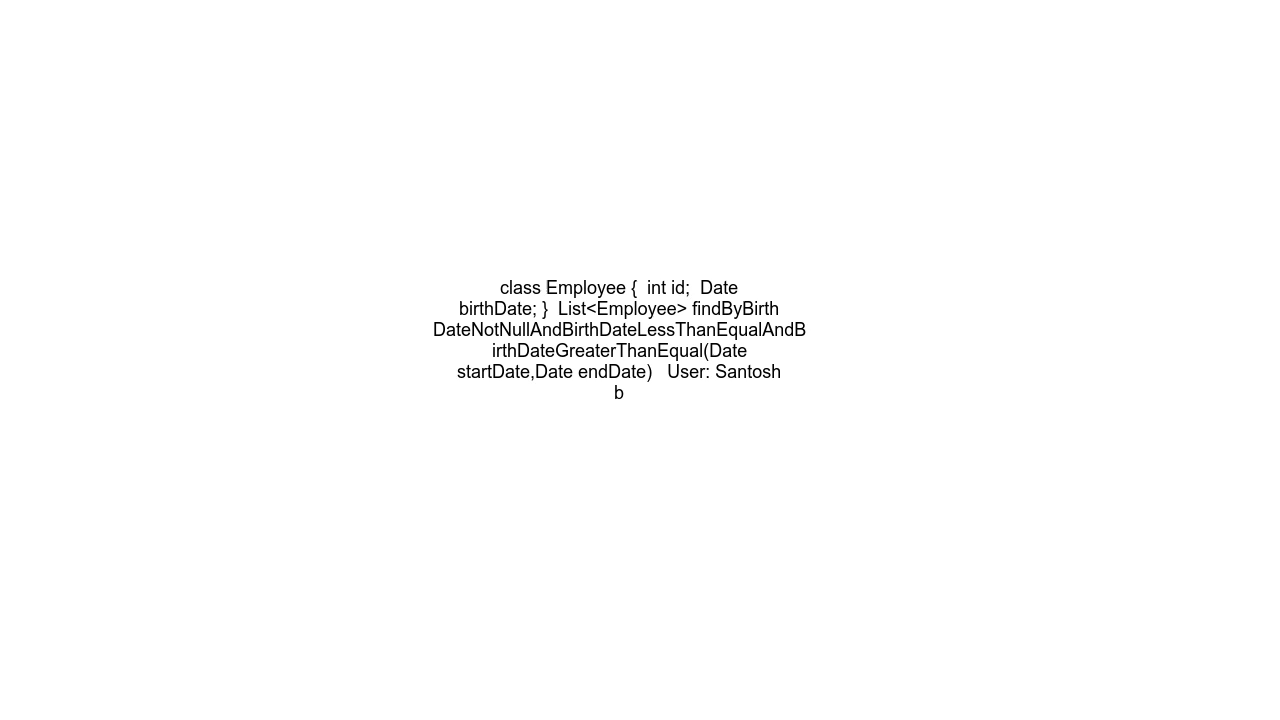 class Employee {  int id;  Date
birthDate; }  List<Employee> findByBirth
DateNotNullAndBirthDateLessThanEqualAndB
irthDateGreaterThanEqual(Date
startDate,Date endDate)   User: Santosh
b